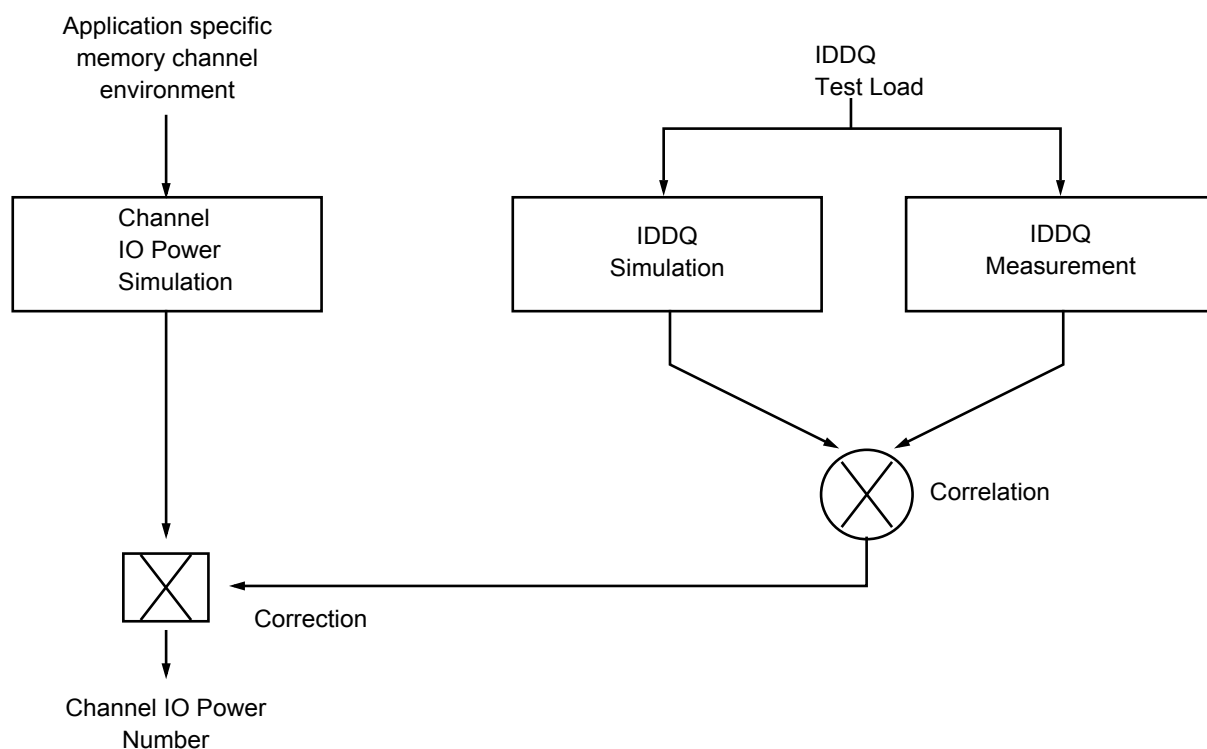 Application specific
memory channel
environment
IDDQ
Test Load
Channel
IO Power
Simulation
IDDQ
Simulation
IDDQ
Measurement
Correlation
Correction
Channel IO Power
Number